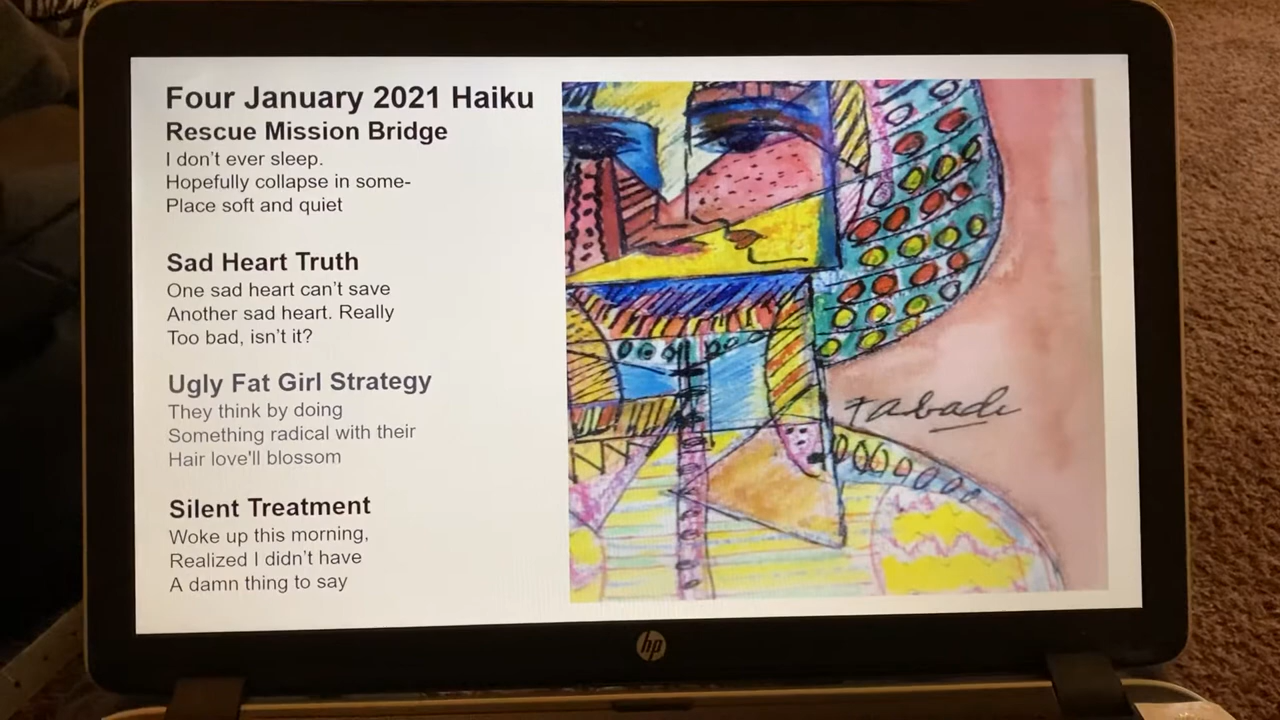 Four January 2021 Haiku
Rescue Mission Bridge
I don't ever sleep.
Hopefully collapse in some-
Place soft and quiet
Sad Heart Truth
One sad heart can't save
Another sad heart. Really
Too bad, isn't it?
Ugly Fat Girl Strategy
They think by doing
Something radical with their
Hair love'll blossom
Silent Treatment
Woke up this morning,
Realized I didn't have
A damn thing to say
hp